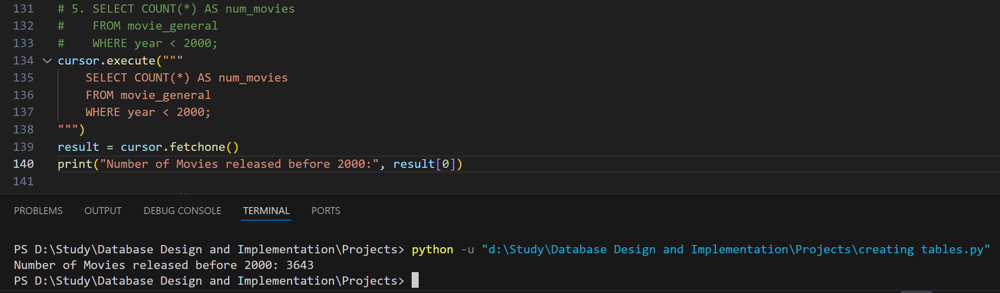 131 # 5. SELECT COUNT(*) AS num_movies
132 #    FROM movie_general
133 #    WHERE year < 2000;
134 cursor.execute("""
135     SELECT COUNT(*) AS num_movies
136     FROM movie_general
137     WHERE year < 2000;
138 """)
139 result = cursor.fetchone()
140 print("Number of Movies released before 2000:", result[0])
141
PROBLEMS OUTPUT DEBUG CONSOLE TERMINAL PORTS
PS D:\Study\Database Design and Implementation\Projects> python -u "d:\Study\Database Design and Implementation\Projects\creating tables.py"
Number of Movies released before 2000: 3643
PS D:\Study\Database Design and Implementation\Projects>